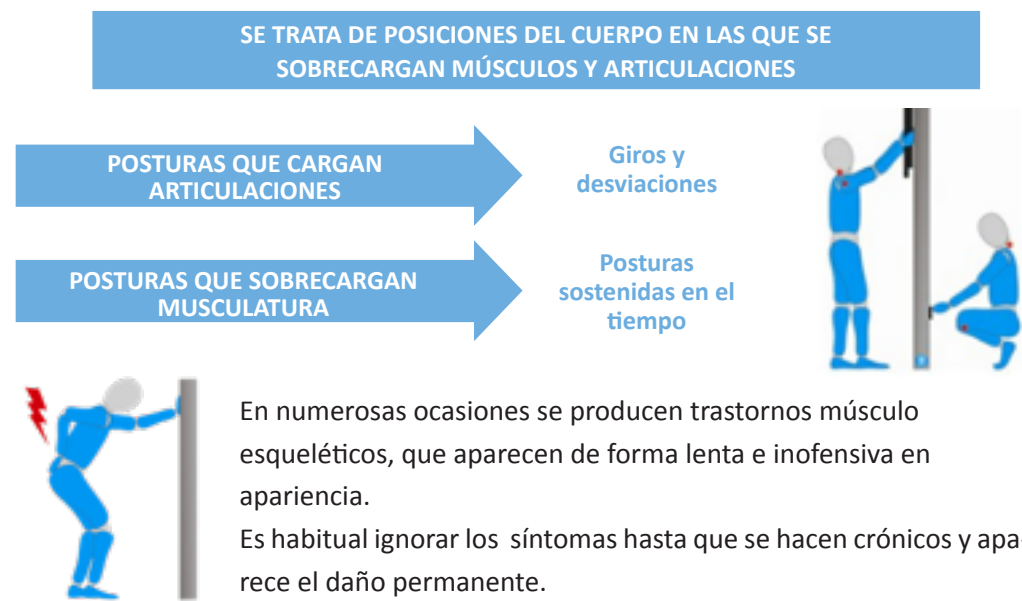 SE TRATA DE POSICIONES DEL CUERPO EN LAS QUE SE
SOBRECARGAN MÚSCULOS Y ARTICULACIONES
POSTURAS QUE CARGAN
ARTICULACIONES
Giros y
desviaciones
POSTURAS QUE SOBRECARGAN
MUSCULATURA
Posturas
sostenidas en el
tiempo
En numerosas ocasiones se producen trastornos músculo
esqueléticos, que aparecen de forma lenta e inofensiva en
apariencia.
Es habitual ignorar los síntomas hasta que se hacen crónicos y apa-
rece el daño permanente.